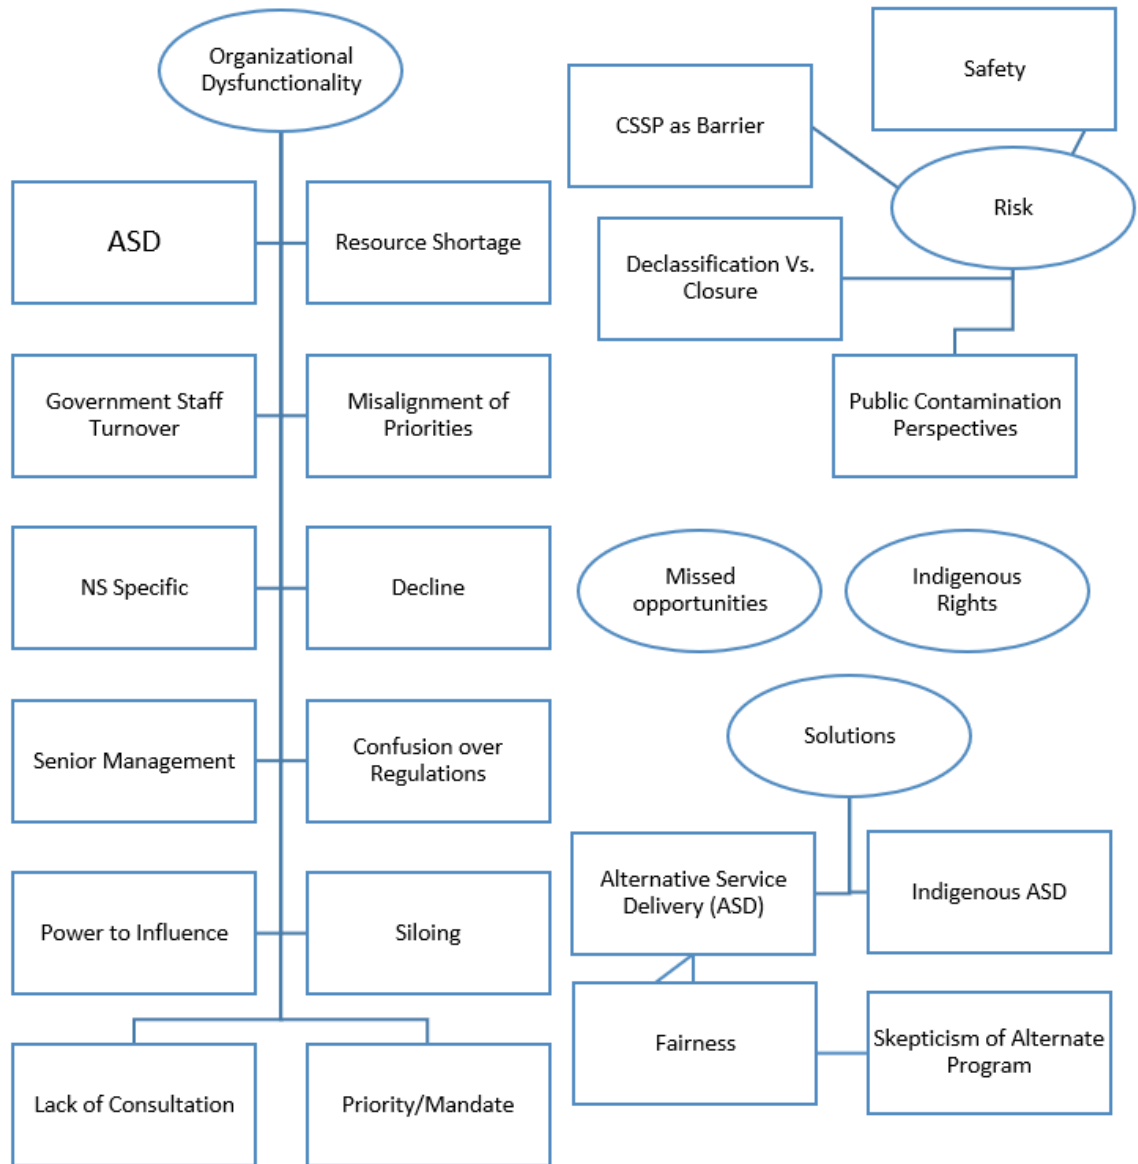 Organizational
Dysfunctionality
ASD
Resource Shortage
Government Staff
Turnover
Misalignment of
Priorities
NS Specific
Decline
Senior Management
Confusion over
Regulations
Power to Influence
Siloing
Lack of Consultation
Priority/Mandate
Safety
CSSP as Barrier
Risk
Declassification Vs.
Closure
Public Contamination
Perspectives
Missed
opportunities
Indigenous
Rights
Solutions
Alternative Service
Delivery (ASD)
Indigenous ASD
Fairness
Skepticism of Alternate
Program